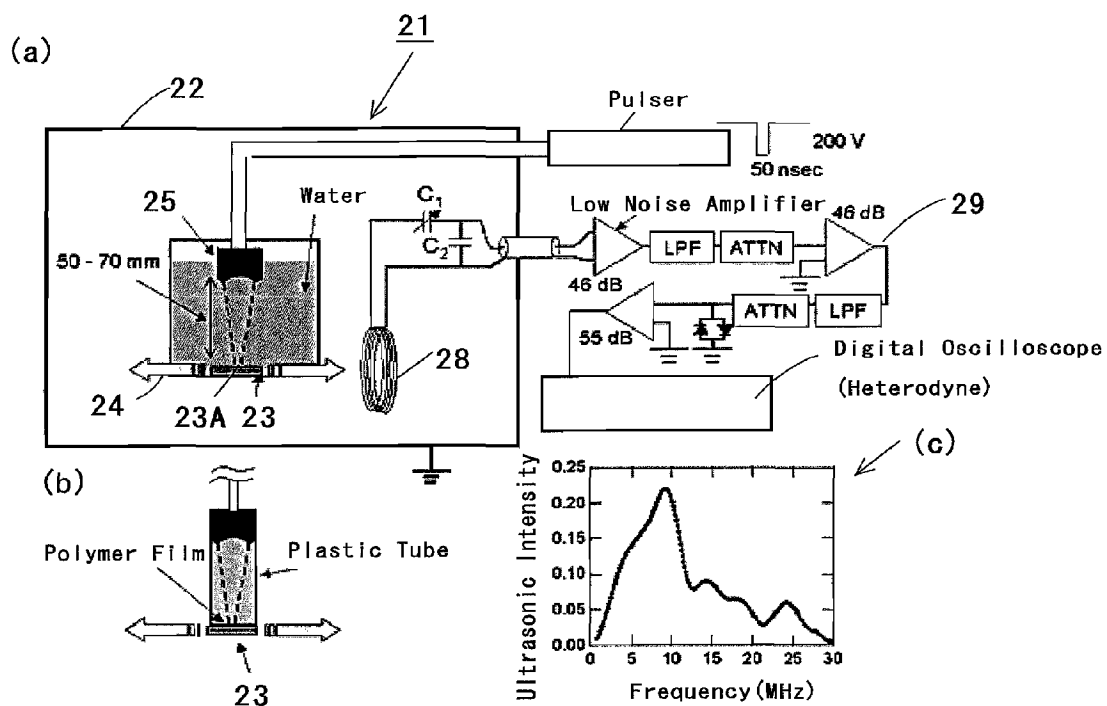 (a)
21
22
Pulser
200 V
50 nsec
Water
25
50 - 70 mm
C1
C2
Low Noise Amplifier
46 dB
29
LPF
ATTN
46 dB
55 dB
ATTN
LPF
28
24
23A
23
Digital Oscilloscope
(Heterodyne)
(b)
Polymer Film
Plastic Tube
23
(c)
Ultrasonic Intensity
0.25
0.20
0.15
0.10
0.05
0.00
0 5 10 15 20 25 30
Frequency(MHz)